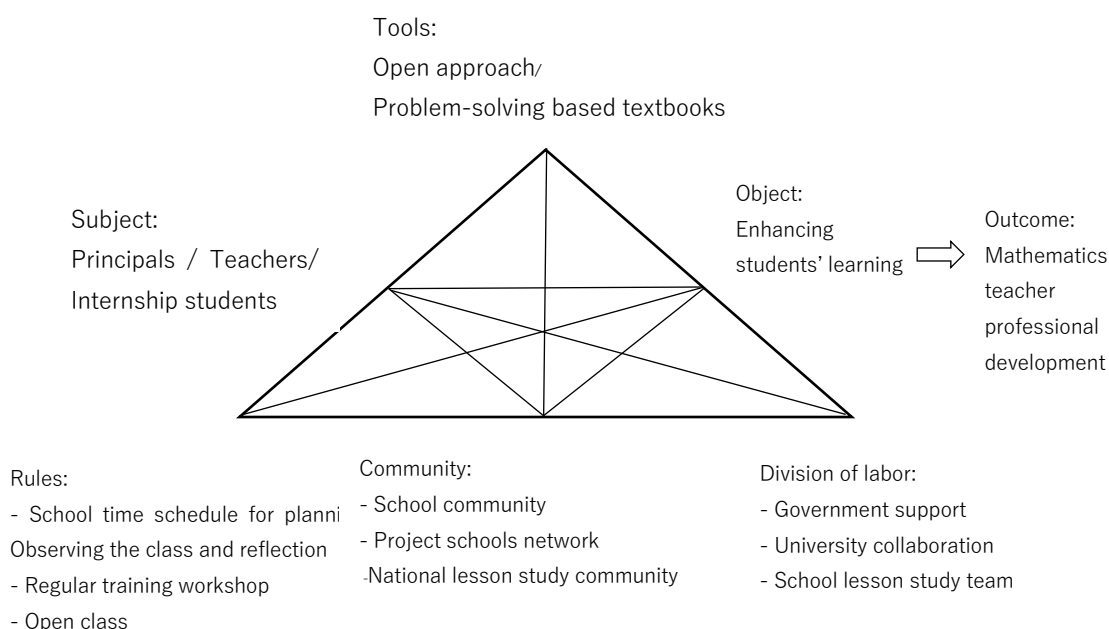 Tools:
Open approach/
Problem-solving based textbooks
Subject:
Principals / Teachers/
Internship students
Object:
Enhancing
students' learning
Outcome:
Mathematics
teacher
professional
development
Rules:
- School time schedule for planni
Observing the class and reflection
- Regular training workshop
- Open class
Community:
- School community
- Project schools network
-National lesson study community
Division of labor:
- Government support
- University collaboration
- School lesson study team